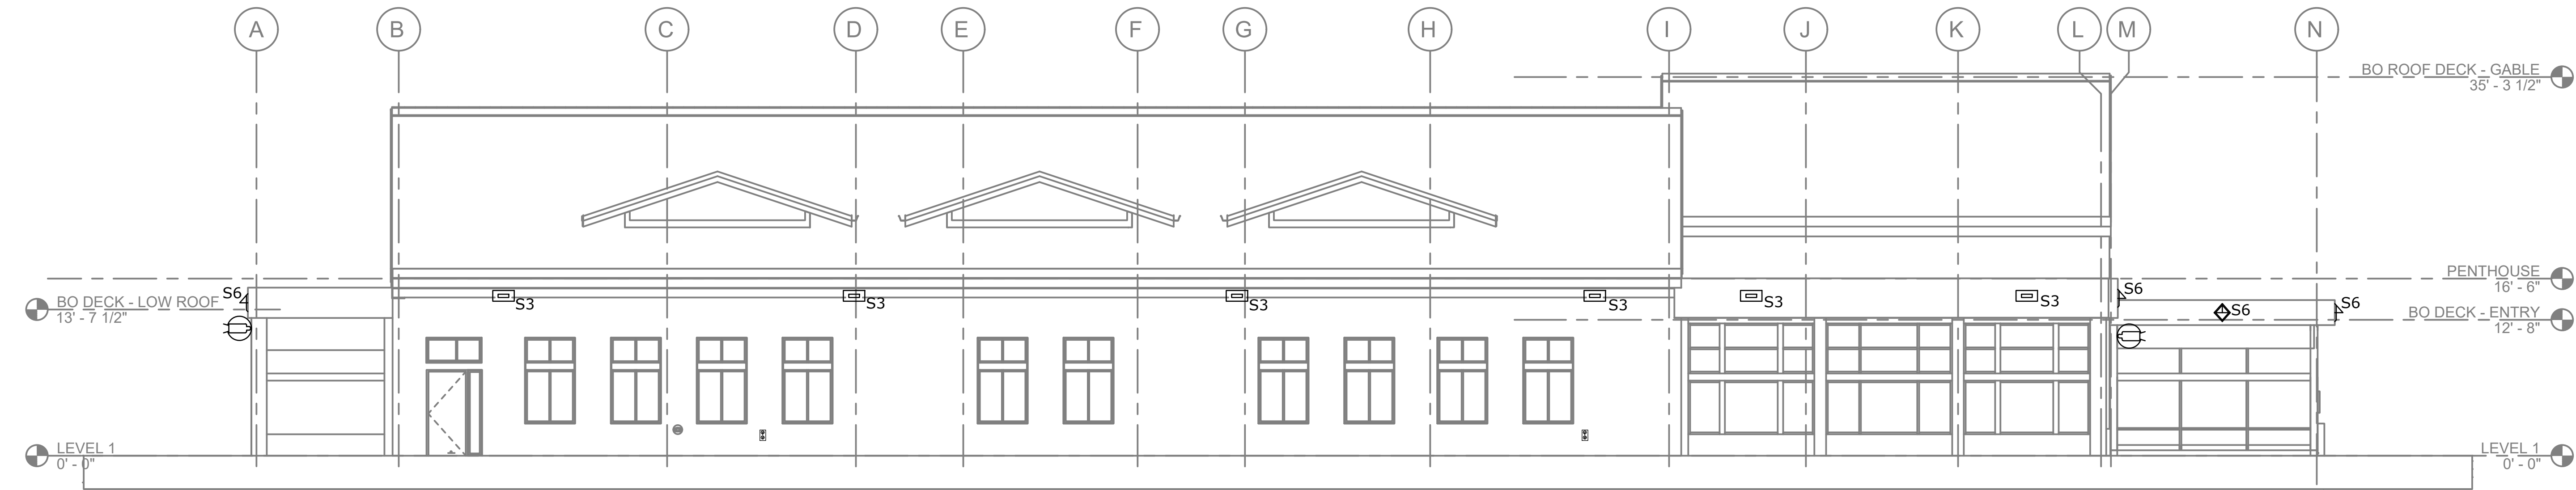 A B C D E F G H I J K L M N
BO ROOF DECK - GABLE
35' - 3 1/2"
PENTHOUSE
16' - 6"
S6
BO DECK - LOW ROOF
13' - 7 1/2"
S3
S3
S3
S3
S3
S3
S6
S6
S6
BO DECK - ENTRY
12' - 8"
LEVEL 1
0' - 0"
LEVEL 1
0' - 0"